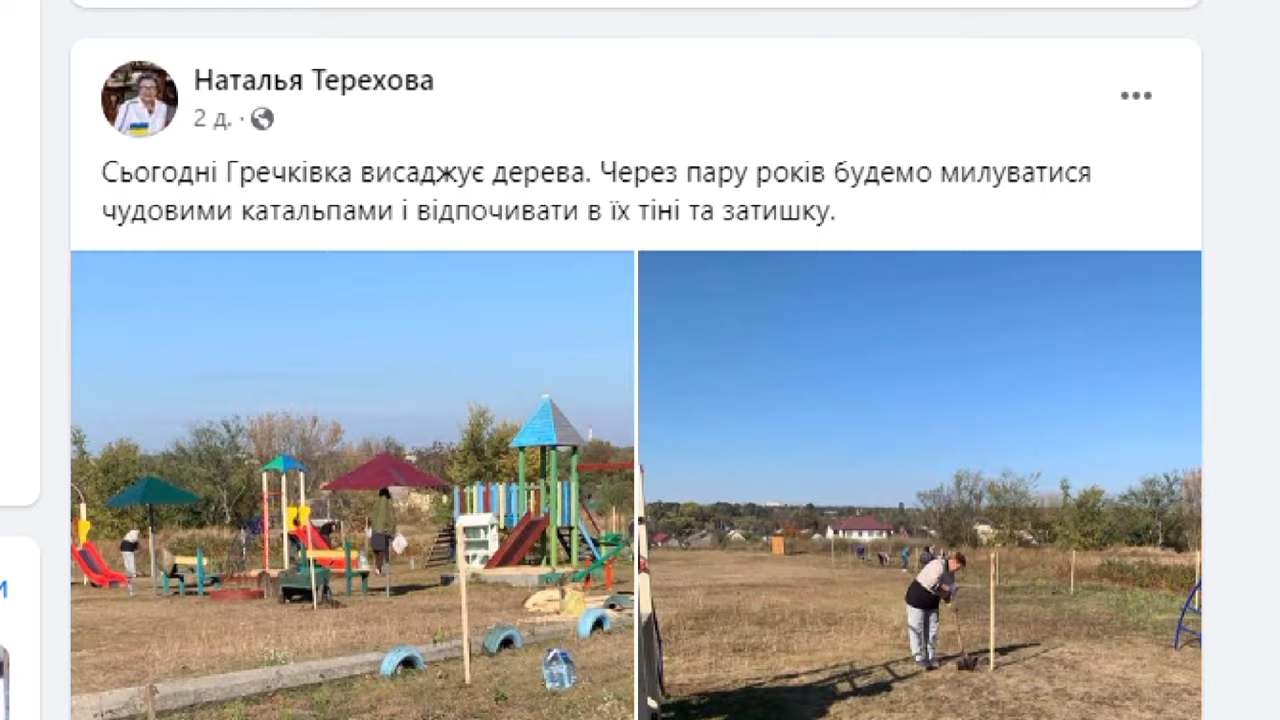 Наталья Терехова
2 д. ·
Сьогодні Гречківка висаджує дерева. Через пару років будемо милуватися
чудовими катальпами і відпочивати в їх тіні та затишку.